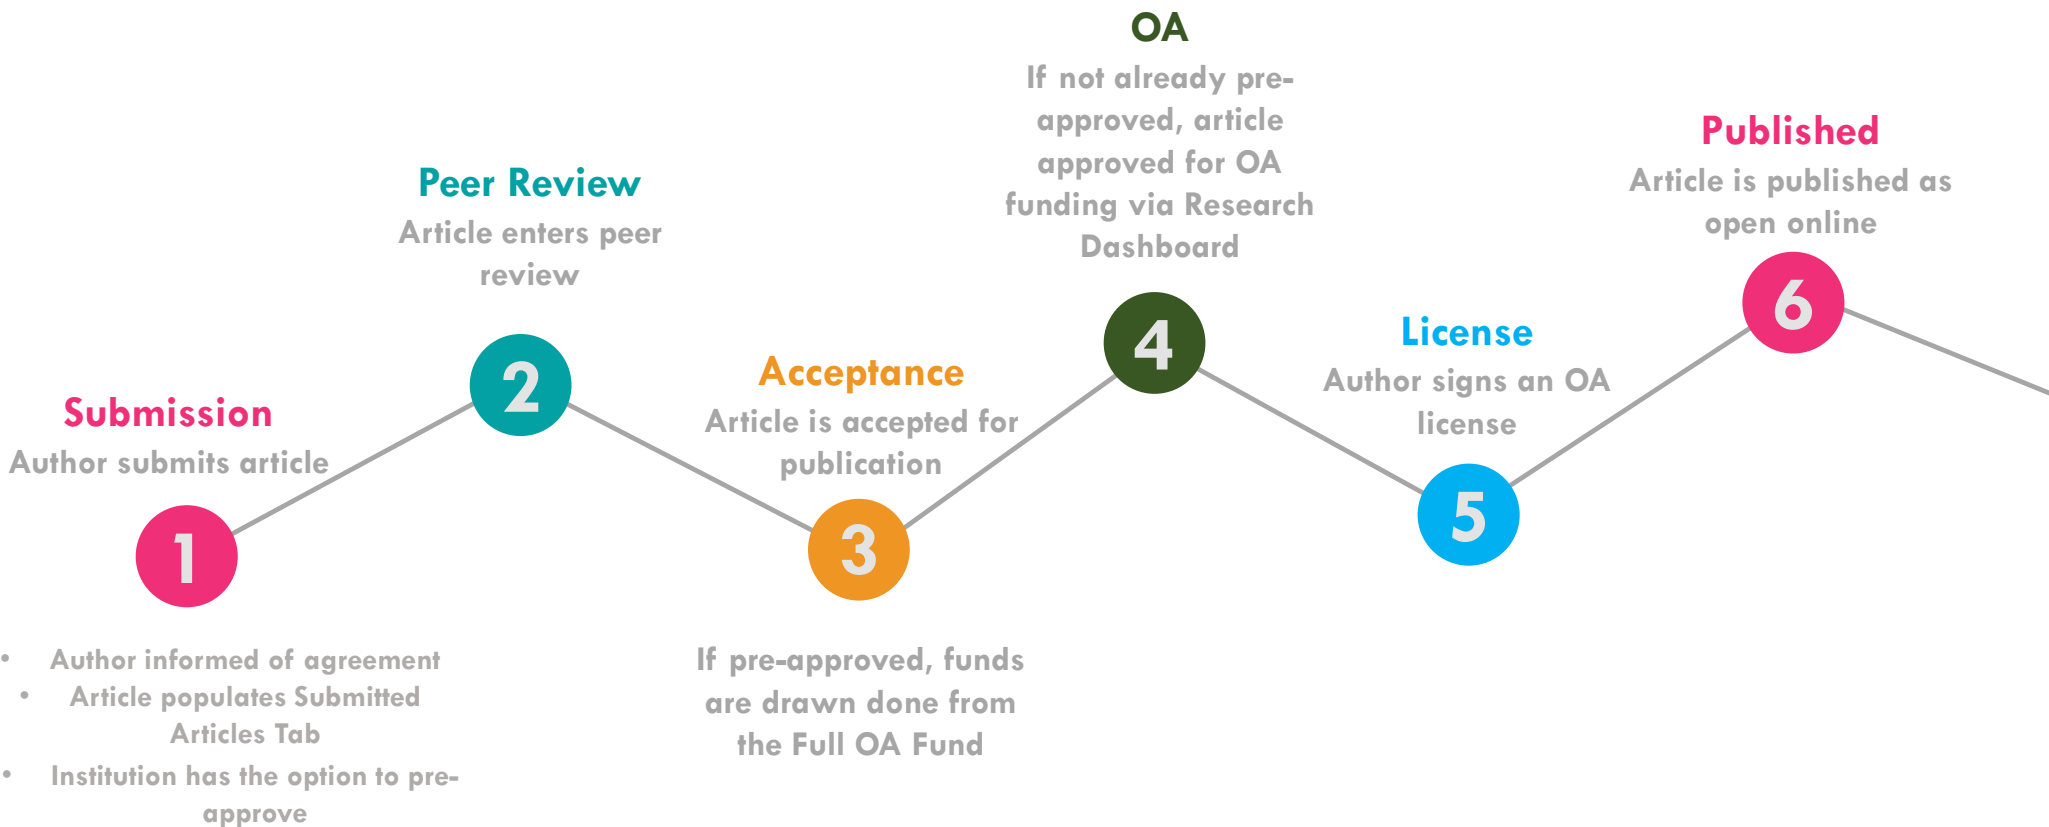 Submission
Author submits article
1
• Author informed of agreement
• Article populates Submitted
Articles Tab
• Institution has the option to pre-
approve
Peer Review
Article enters peer
review
2
Acceptance
Article is accepted for
publication
3
If pre-approved, funds
are drawn done from
the Full OA Fund
OA
If not already pre-
approved, article
approved for OA
funding via Research
Dashboard
4
License
Author signs an OA
license
5
Published
Article is published as
open online
6